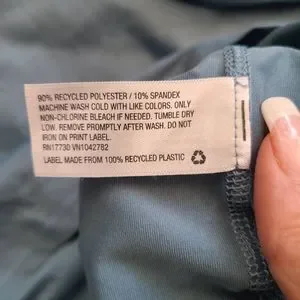 90% RECYCLED POLYESTER / 10% SPANDEX
MACHINE WASH COLD WITH LIKE COLORS. ONLY
NON-CHLORINE BLEACH IF NEEDED. TUMBLE DRY
LOW. REMOVE PROMPTLY AFTER WASH. DO NOT
IRON ON PRINT LABEL.
RN17730 VN1042782
LABEL MADE FROM 100% RECYCLED PLASTIC